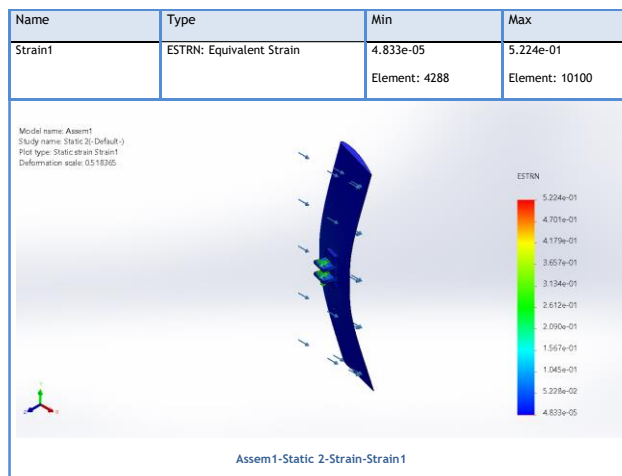 Name Type Min Max
Strain1 ESTRN: Equivalent Strain 4.833e-05 5.224e-01
Element: 4288 Element: 10100
Model name: Assem1
Study name: Static 2(-Default-)
Plot type: Static strain Strain1
Deformation scale: 0.518365
ESTRN
5.224e-01
4.701e-01
4.179e-01
3.657e-01
3.134e-01
2.612e-01
2.090e-01
1.567e-01
1.045e-01
5.228e-02
4.833e-05
Assem1-Static 2-Strain-Strain1